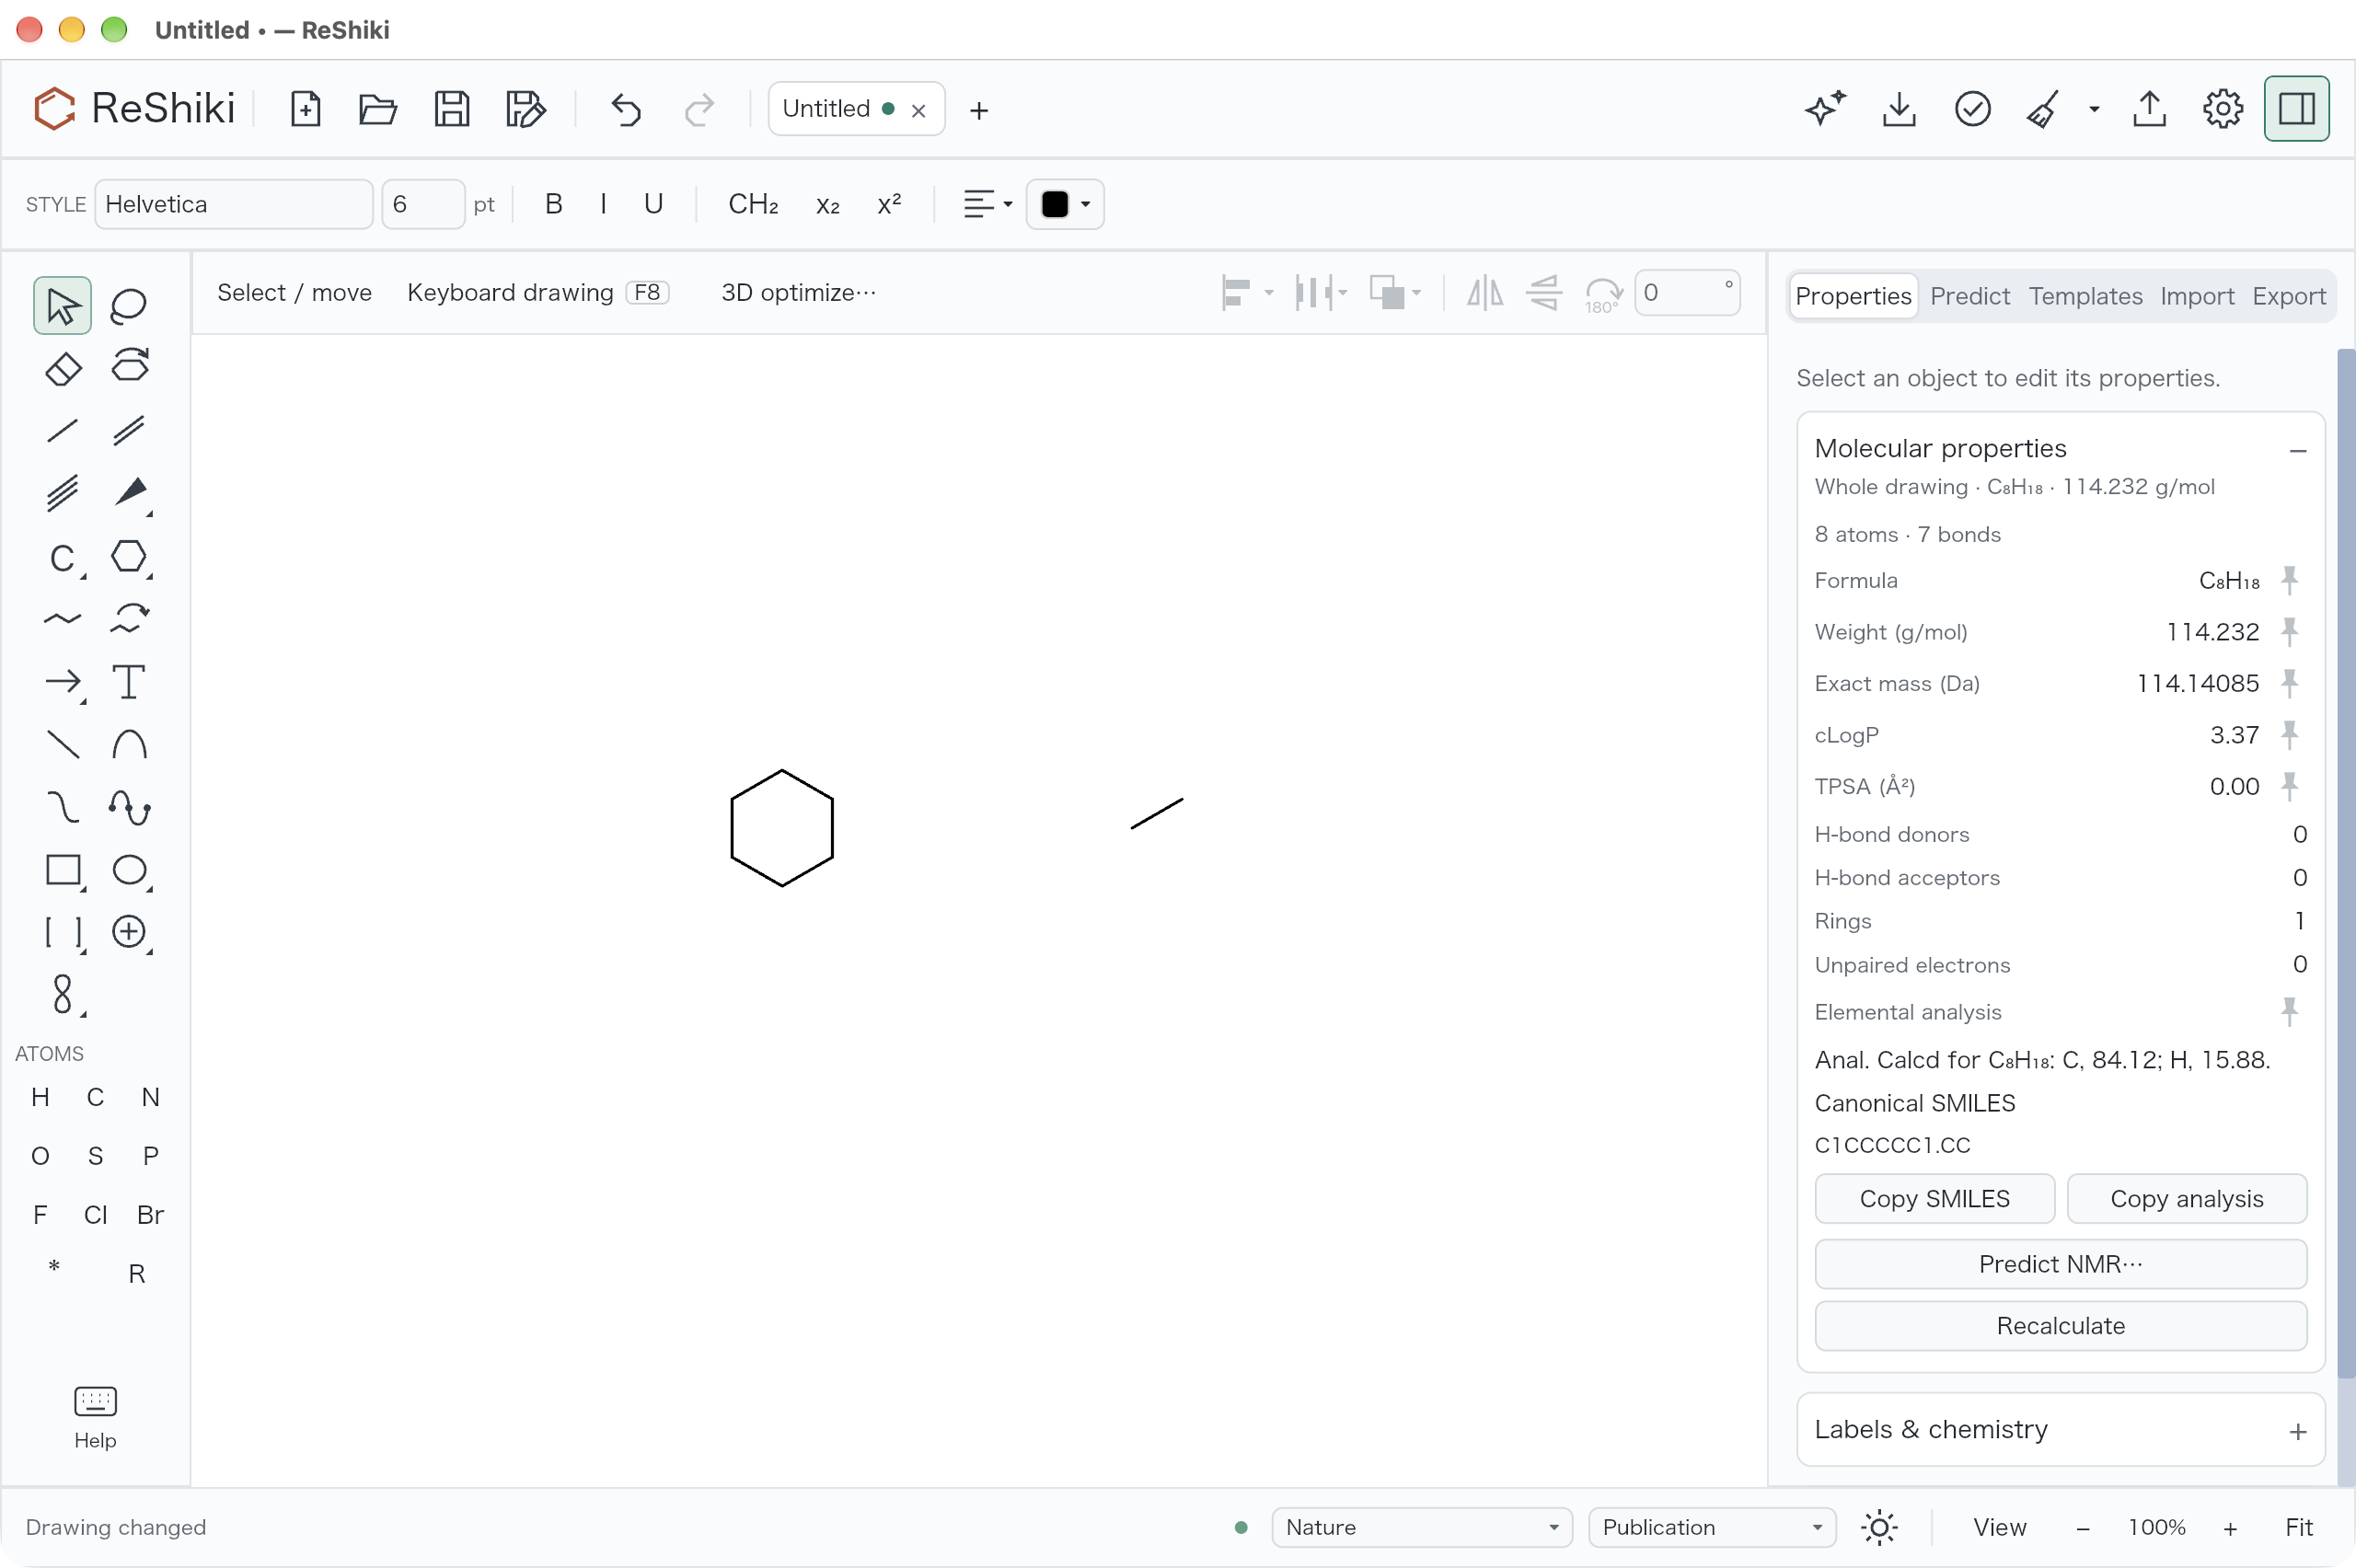 Untitled • — ReShiki
ReShiki
Untitled
STYLE Helvetica 6 pt B I U CH₂ x₂ x²
Select / move Keyboard drawing F8 3D optimize⋯
180° 0 °
Properties Predict Templates Import Export
Select an object to edit its properties.
Molecular properties
Whole drawing · C₈H₁₈ · 114.232 g/mol
8 atoms · 7 bonds
Formula C₈H₁₈
Weight (g/mol) 114.232
Exact mass (Da) 114.14085
cLogP 3.37
TPSA (Å²) 0.00
H-bond donors 0
H-bond acceptors 0
Rings 1
Unpaired electrons 0
Elemental analysis
Anal. Calcd for C₈H₁₈: C, 84.12; H, 15.88.
Canonical SMILES
C1CCCCC1.CC
Copy SMILES Copy analysis
Predict NMR⋯
Recalculate
Labels & chemistry
C
T
ATOMS
H C N
O S P
F Cl Br
* R
Help
Drawing changed
Nature Publication View − 100% + Fit